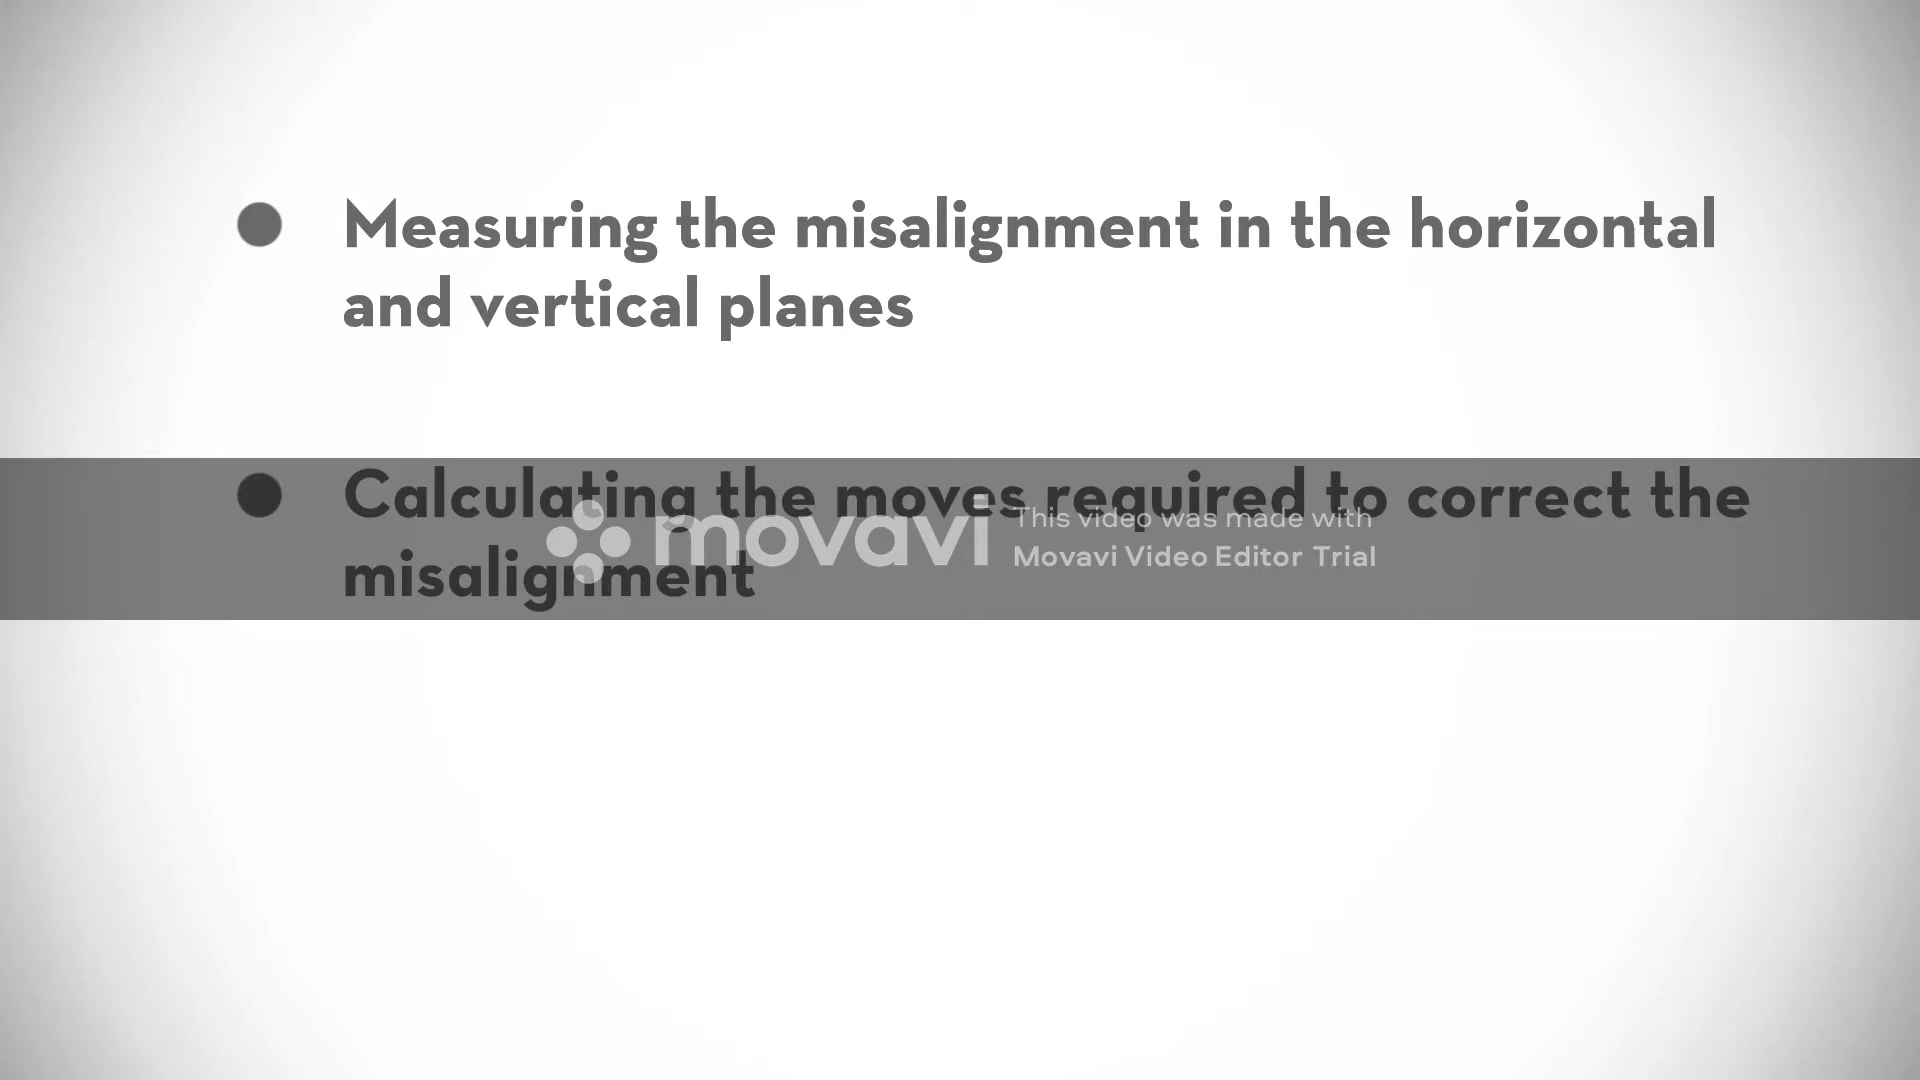 ● Measuring the misalignment in the horizontal
and vertical planes
● Calculating the moves required to correct the
misalignment
movavi
This video was made with
Movavi Video Editor Trial